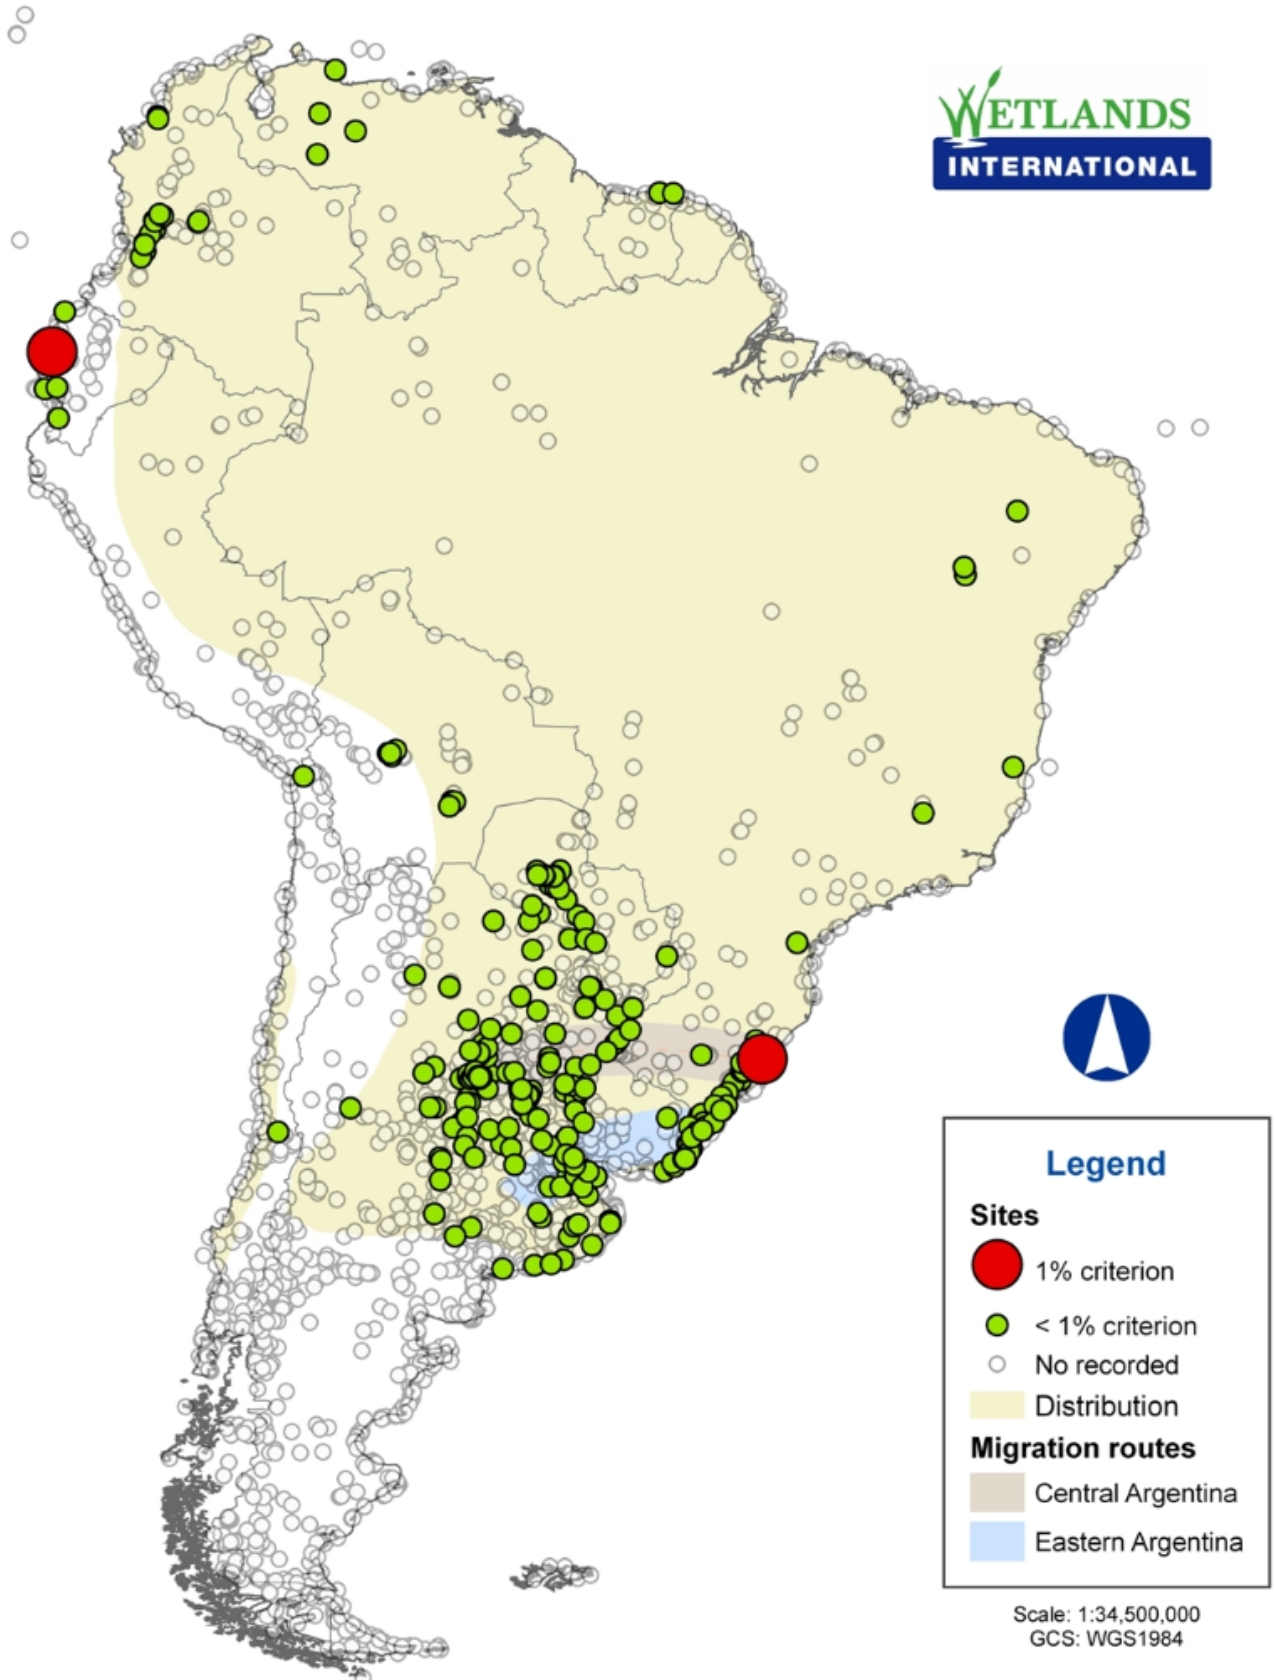 WETLANDS
INTERNATIONAL
Legend
Sites
1% criterion
< 1% criterion
No recorded
Distribution
Migration routes
Central Argentina
Eastern Argentina
Scale: 1:34,500,000
GCS: WGS1984